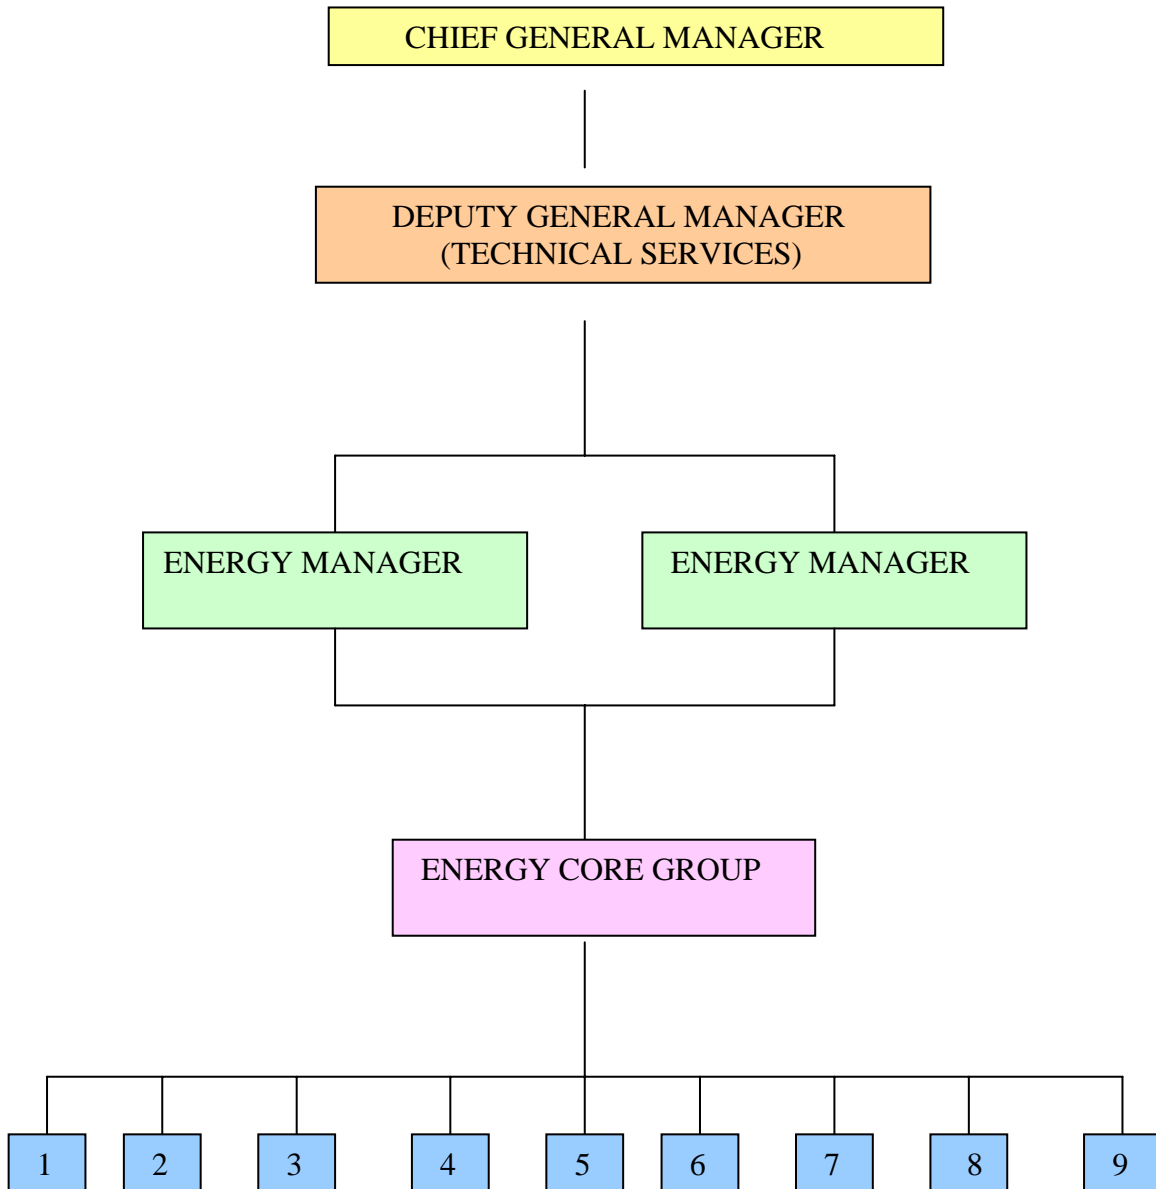 CHIEF GENERAL MANAGER
DEPUTY GENERAL MANAGER
(TECHNICAL SERVICES)
ENERGY MANAGER
ENERGY MANAGER
ENERGY CORE GROUP
1
2
3
4
5
6
7
8
9